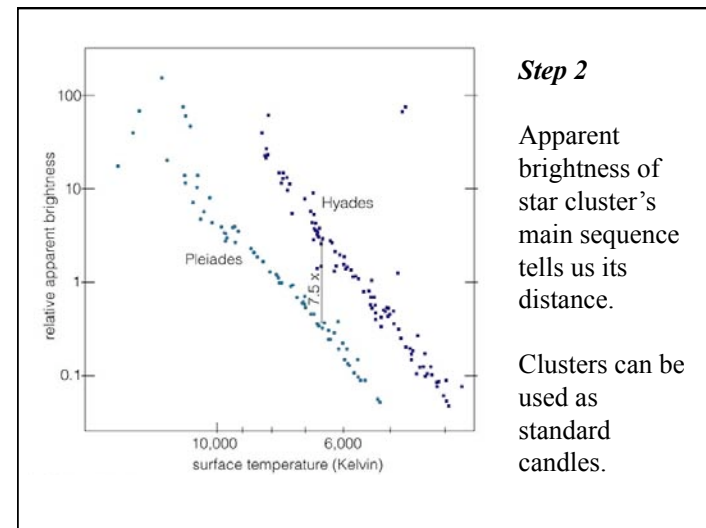 100
10
1
0.1
relative apparent brightness
Pleiades
Hyades
7.5 x
10,000
6,000
surface temperature (Kelvin)
Step 2
Apparent
brightness of
star cluster’s
main sequence
tells us its
distance.
Clusters can be
used as
standard
candles.